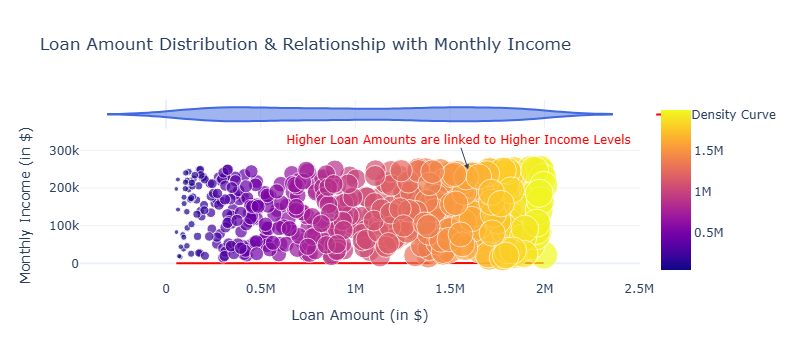 Loan Amount Distribution & Relationship with Monthly Income
Density Curve
Higher Loan Amounts are linked to Higher Income Levels
300k
200k
100k
0
Monthly Income (in $)
1.5M
1M
0.5M
0
0.5M
1M
1.5M
2M
2.5M
Loan Amount (in $)